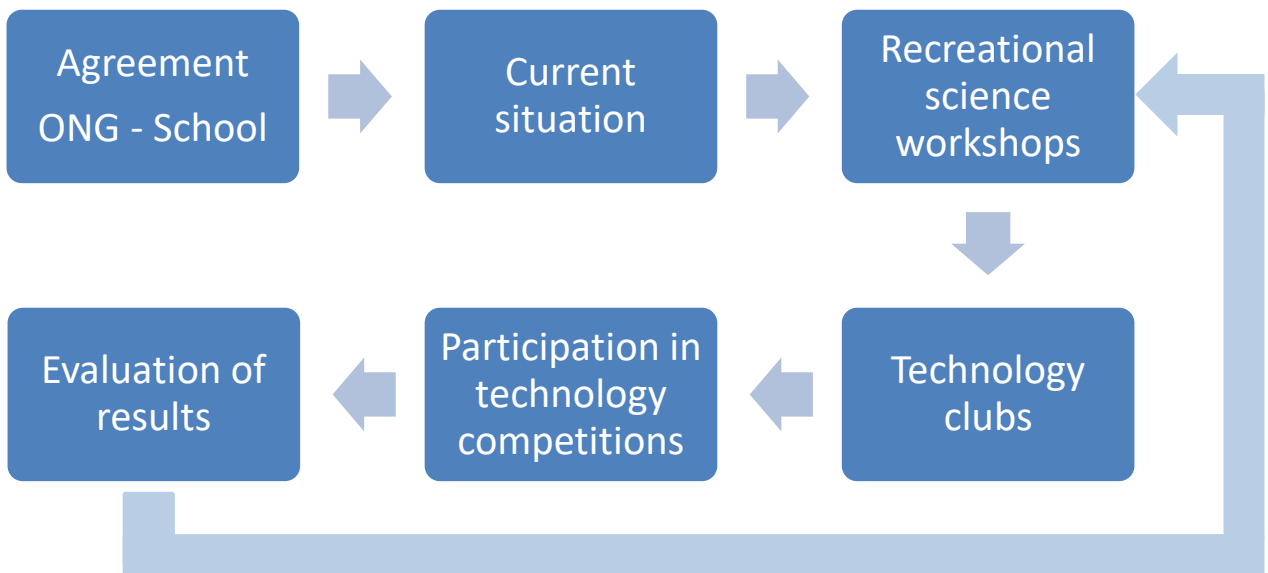 Agreement
ONG - School
Current
situation
Recreational
science
workshops
Evaluation of
results
Participation in
technology
competitions
Technology
clubs